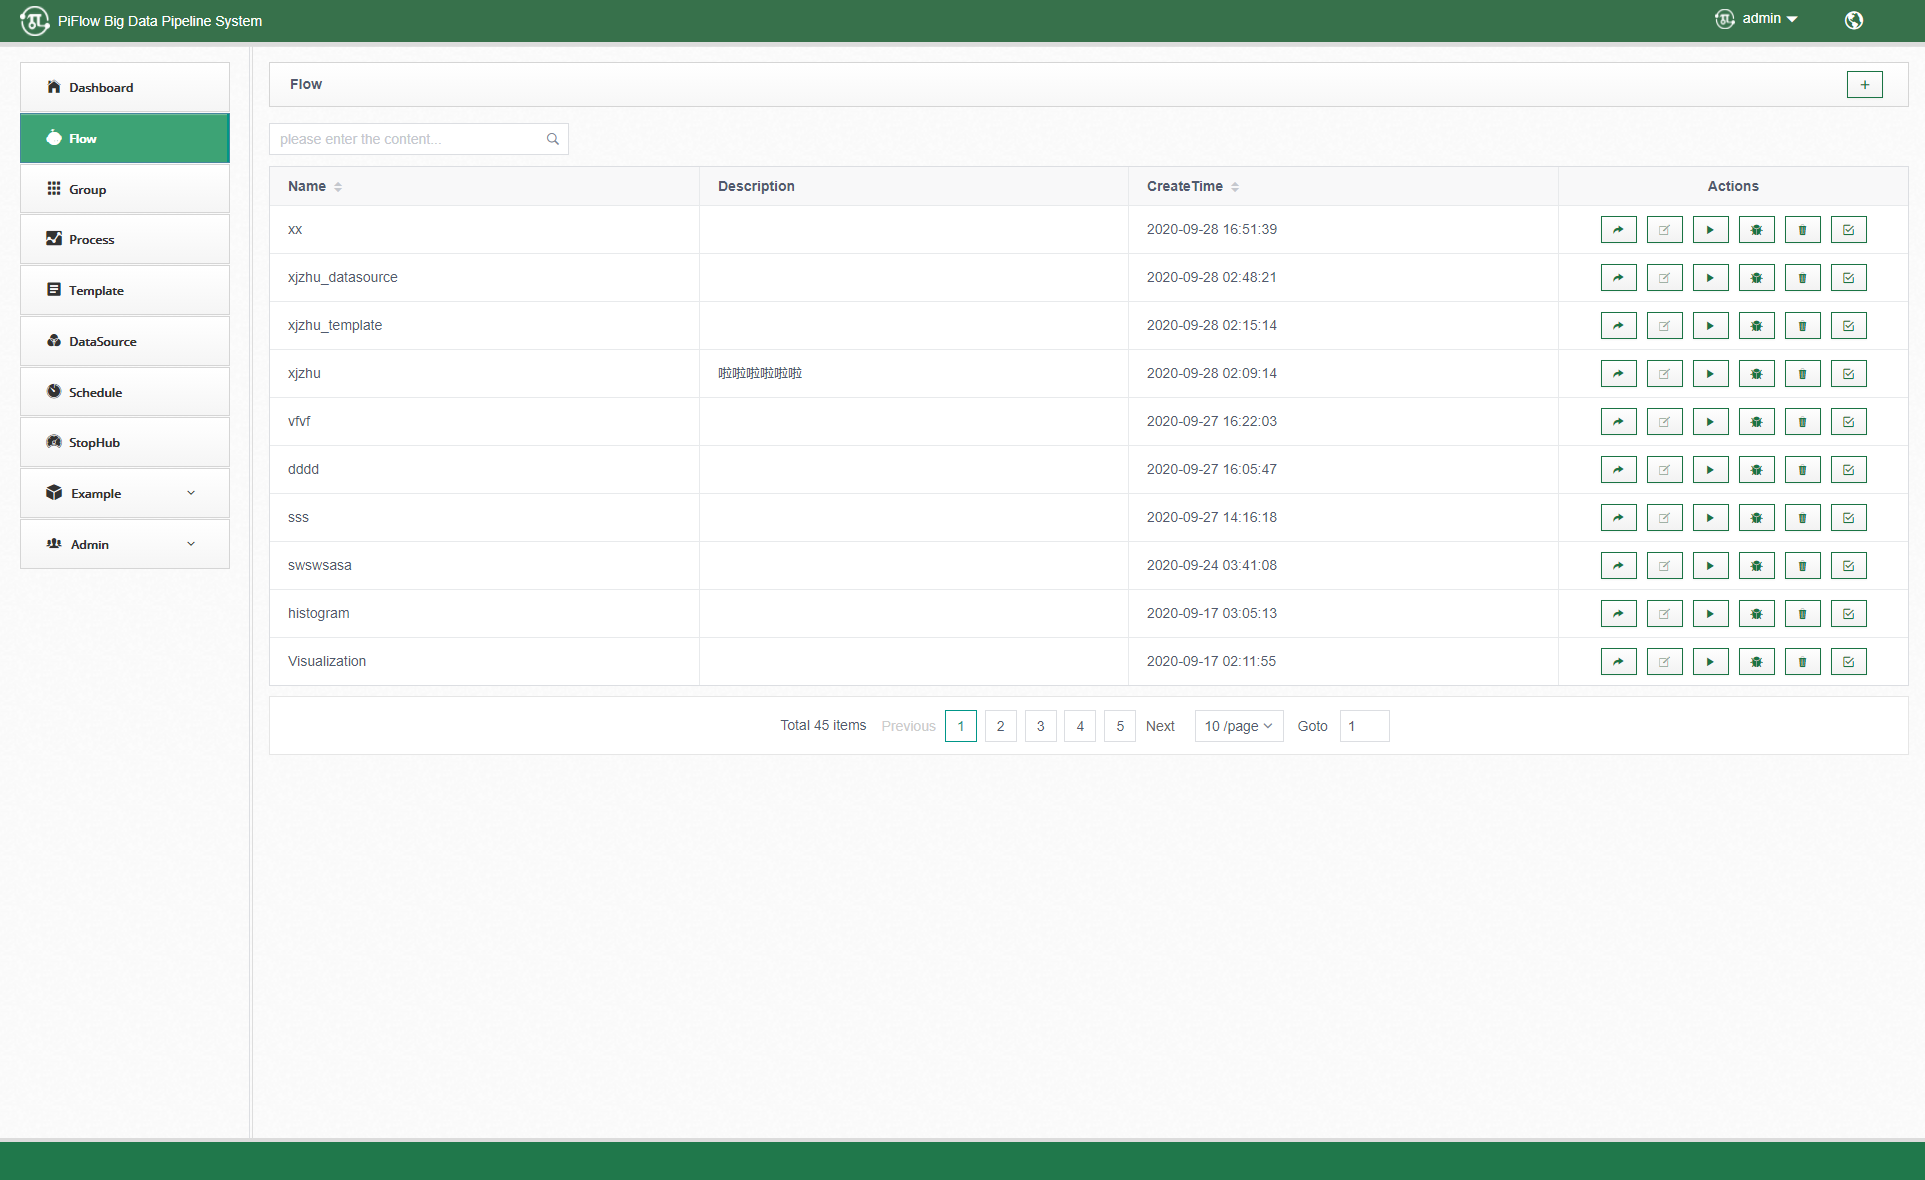 PiFlow Big Data Pipeline System
admin
Dashboard
Flow
Group
Process
Template
DataSource
Schedule
StopHub
Example
Admin
Flow
+
please enter the content...
Name Description CreateTime Actions
xx 2020-09-28 16:51:39
xjzhu_datasource 2020-09-28 02:48:21
xjzhu_template 2020-09-28 02:15:14
xjzhu 啦啦啦啦啦啦 2020-09-28 02:09:14
vfvf 2020-09-27 16:22:03
dddd 2020-09-27 16:05:47
sss 2020-09-27 14:16:18
swswsasa 2020-09-24 03:41:08
histogram 2020-09-17 03:05:13
Visualization 2020-09-17 02:11:55
Total 45 items Previous 1 2 3 4 5 Next 10 /page Goto 1